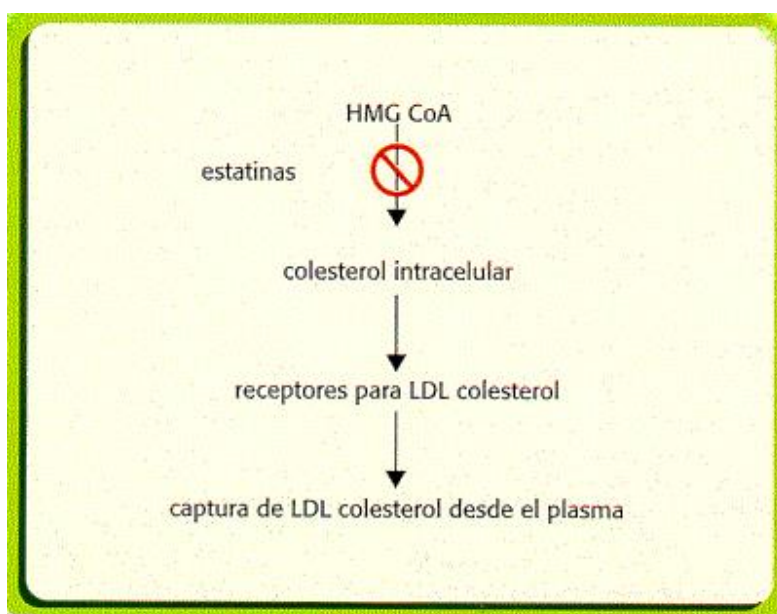 HMG CoA
estatinas
colesterol intracelular
receptores para LDL colesterol
captura de LDL colesterol desde el plasma